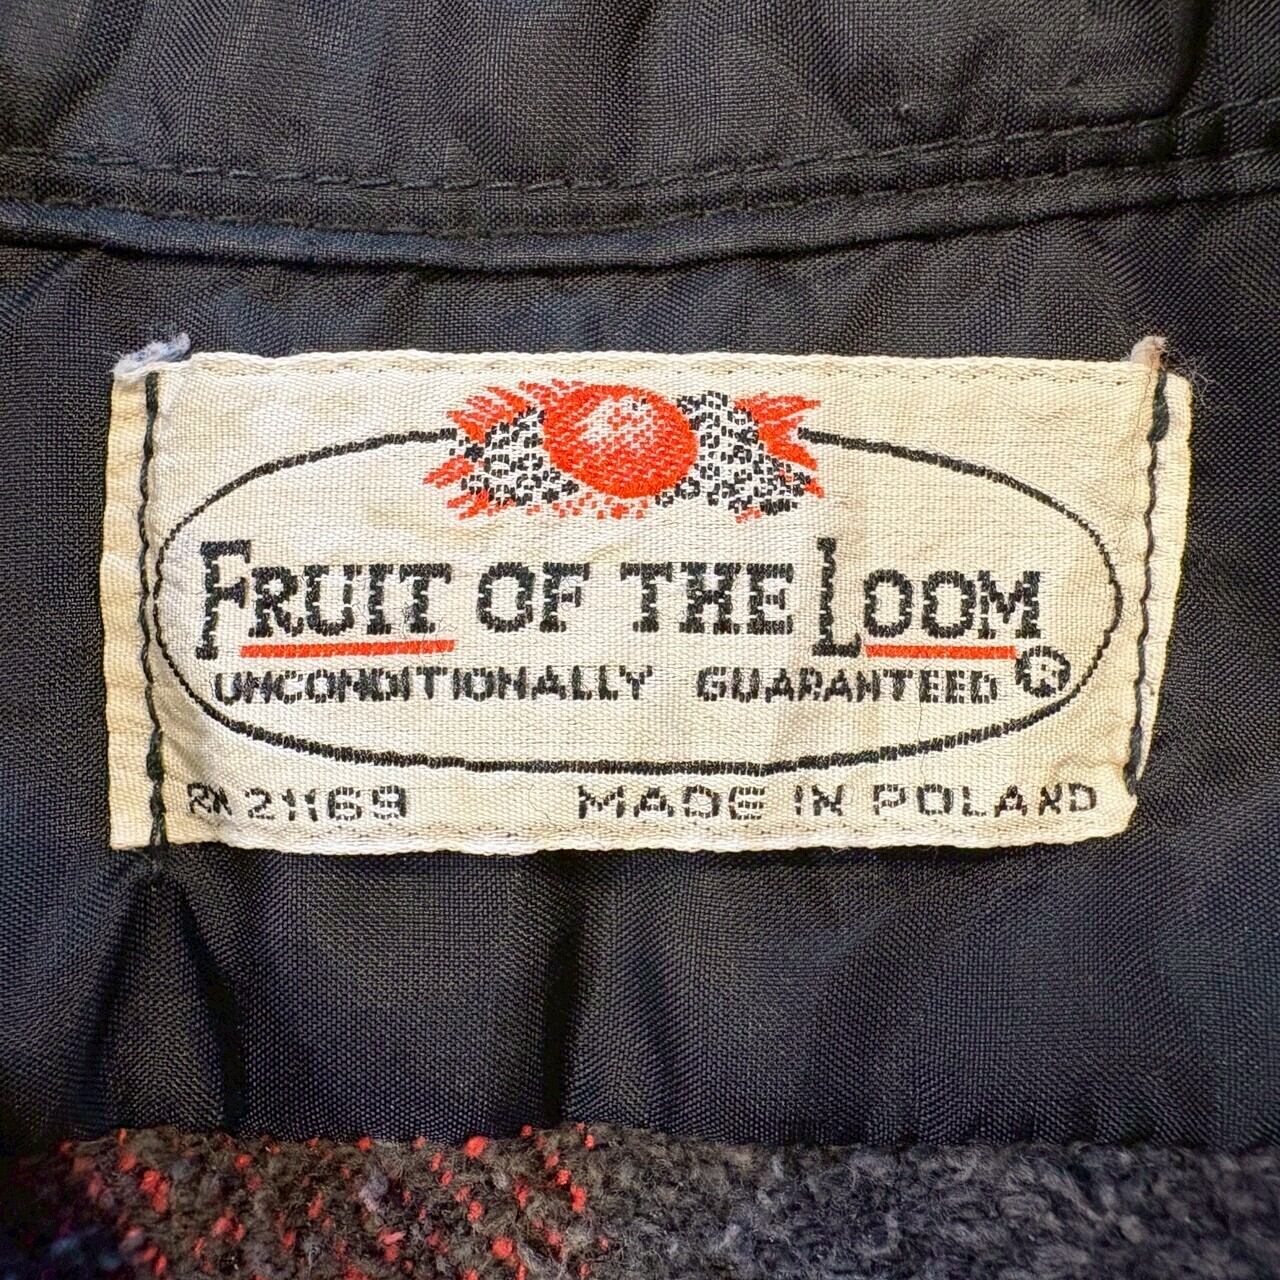 FRUIT OF THE LOOM
UNCONDITIONALLY GUARANTEED ®
RN 21169 MADE IN POLAND